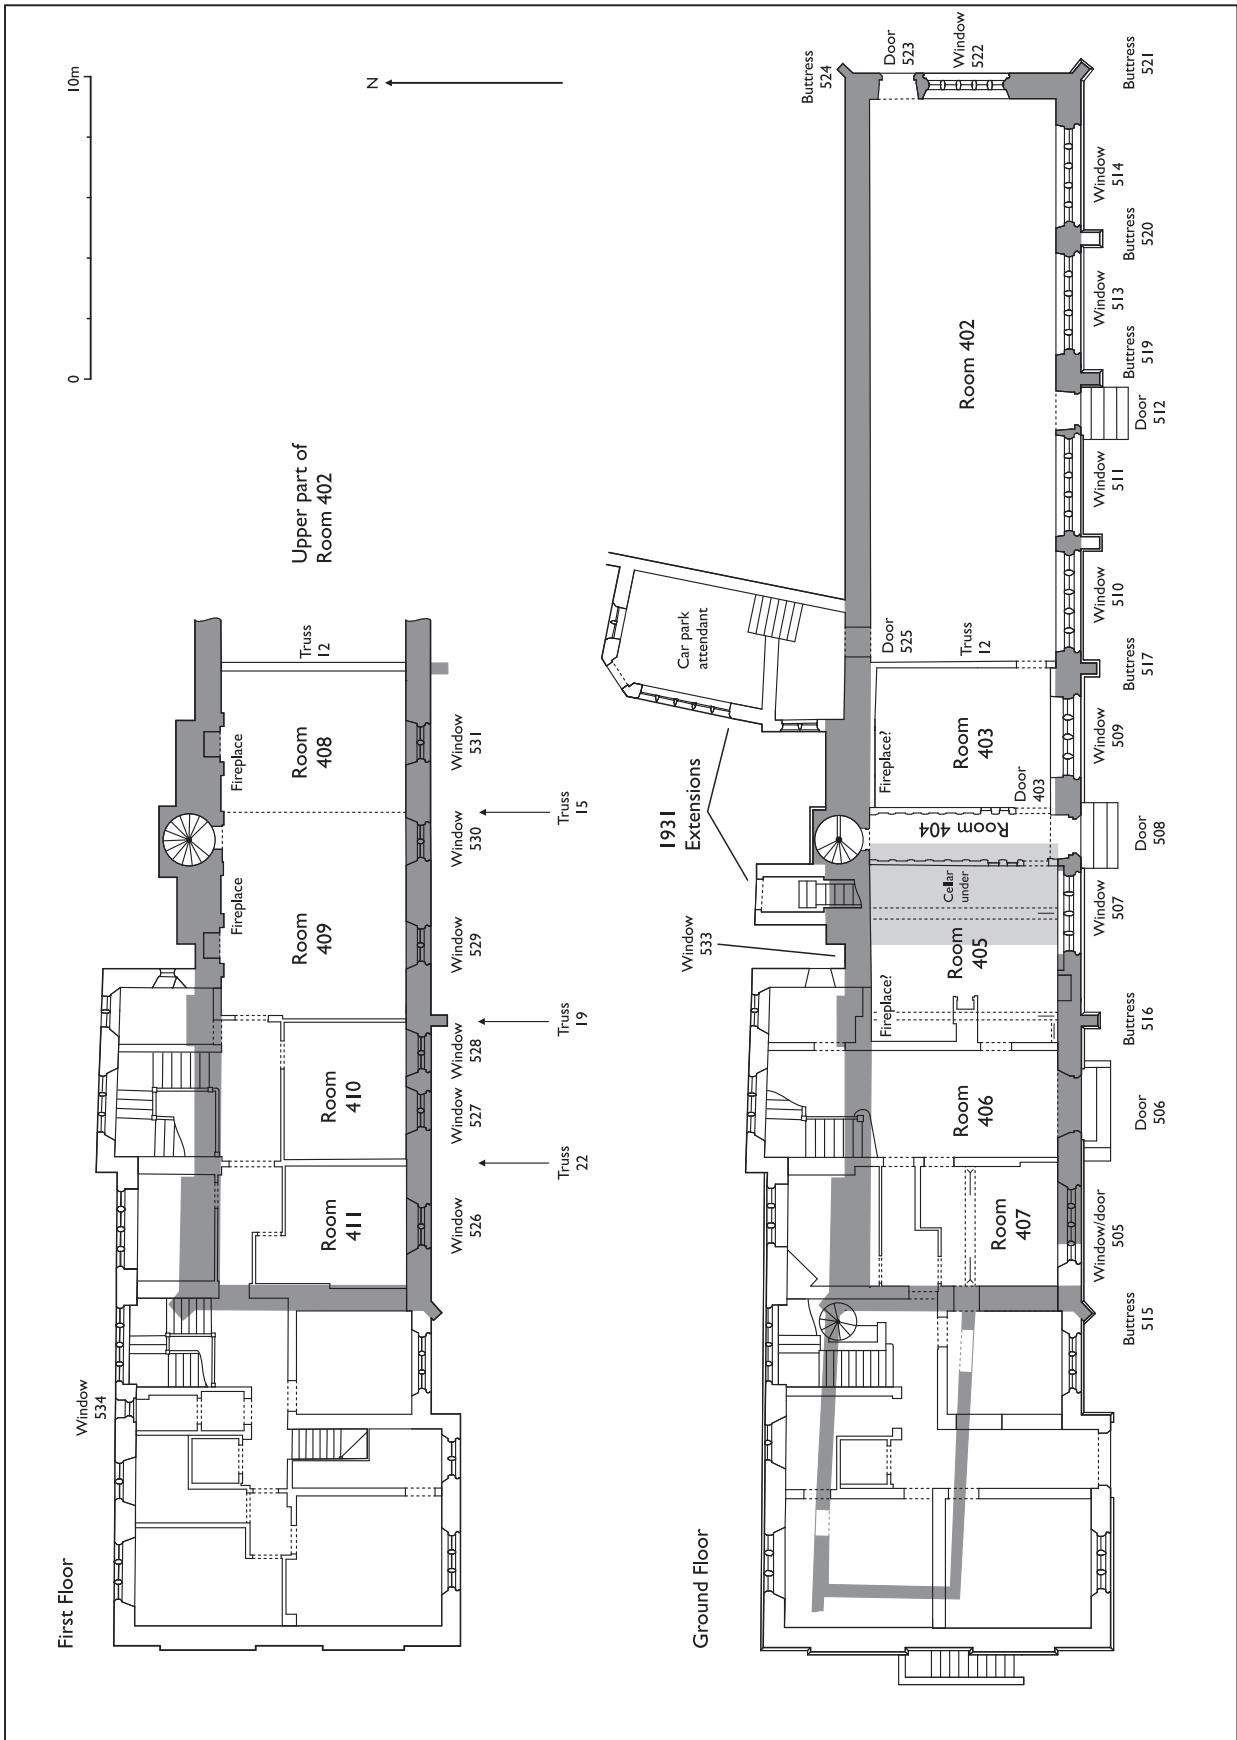 First Floor
0
10m
Window
534
N
Fireplace
Fireplace
Upper part of
Room 402
Room
411
Room
410
Room
409
Room
408
Truss
12
Window
526
Window
527
Window
528
Window
529
Window
530
Window
531
Truss
22
Truss
19
Truss
15
Ground Floor
Window
533
1931
Extensions
Car park
attendant
Buttress
524
Door
523
Window
522
Fireplace?
Fireplace?
Door
525
Cellar
under
Room
407
Room
406
Room
405
Room 404
Room
403
Door
403
Truss
12
Room 402
Buttress
515
Window/door
505
Door
506
Buttress
516
Window
507
Door
508
Window
509
Buttress
517
Window
510
Window
511
Door
512
Buttress
519
Window
513
Buttress
520
Window
514
Buttress
521